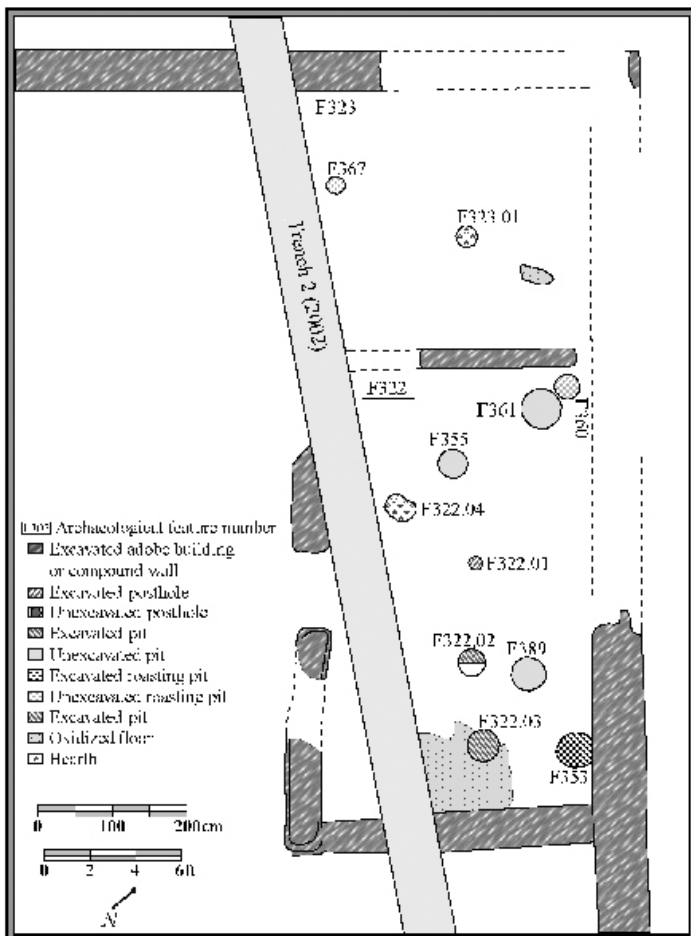 F323
F367
F323.01
Trench 2 (2002)
F322
F361
F360
F355
F322.04
F322.01
F322.02
F389
F322.03
F353
Archaeological feature number
Excavated adobe building
or compound wall
Excavated posthole
Unexcavated posthole
Excavated pit
Unexcavated pit
Excavated roasting pit
Unexcavated roasting pit
Excavated pit
Oxidized floor
Hearth
0 100 200cm
0 2 4 6ft
N